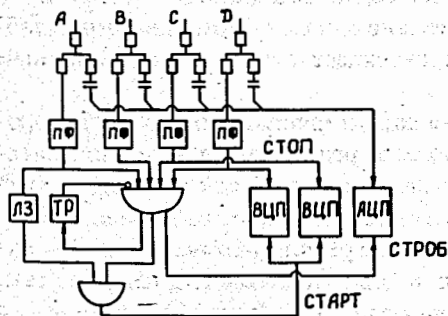 А В С D
ПФ ПФ ПФ ПФ
СТОП
ЛЗ ТР ВЦП ВЦП АЦП
СТРОБ
СТАРТ